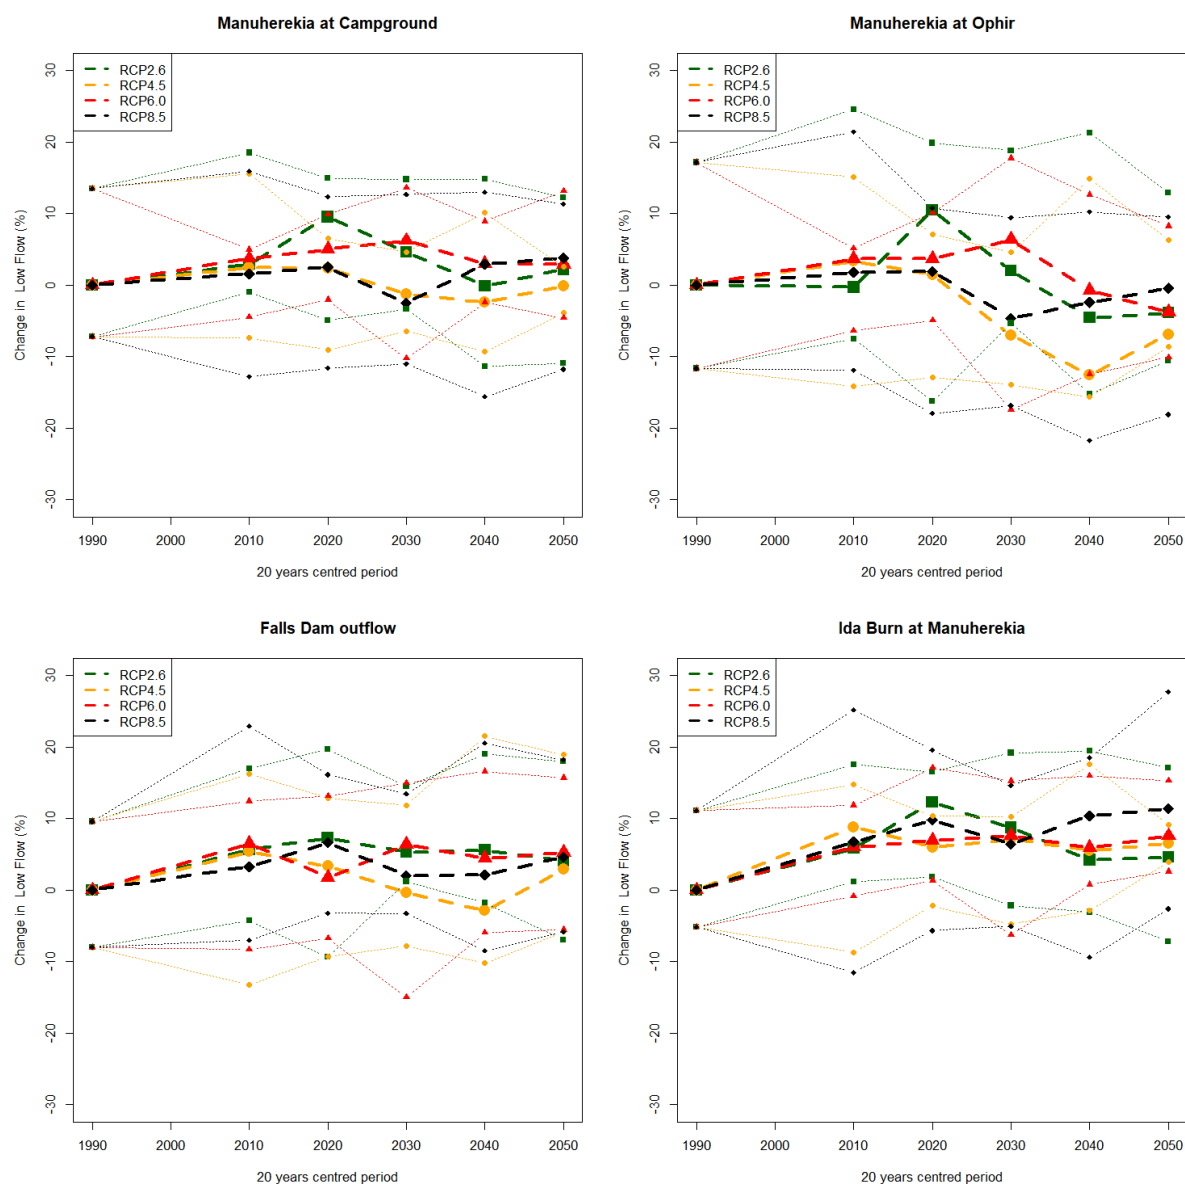 Manuherekia at Campground
Change in Low Flow (%)
30
20
10
0
-10
-20
-30
RCP2.6
RCP4.5
RCP6.0
RCP8.5
1990 2000 2010 2020 2030 2040 2050
20 years centred period
Manuherekia at Ophir
Change in Low Flow (%)
30
20
10
0
-10
-20
-30
RCP2.6
RCP4.5
RCP6.0
RCP8.5
1990 2000 2010 2020 2030 2040 2050
20 years centred period
Falls Dam outflow
Change in Low Flow (%)
30
20
10
0
-10
-20
-30
RCP2.6
RCP4.5
RCP6.0
RCP8.5
1990 2000 2010 2020 2030 2040 2050
20 years centred period
Ida Burn at Manuherekia
Change in Low Flow (%)
30
20
10
0
-10
-20
-30
RCP2.6
RCP4.5
RCP6.0
RCP8.5
1990 2000 2010 2020 2030 2040 2050
20 years centred period